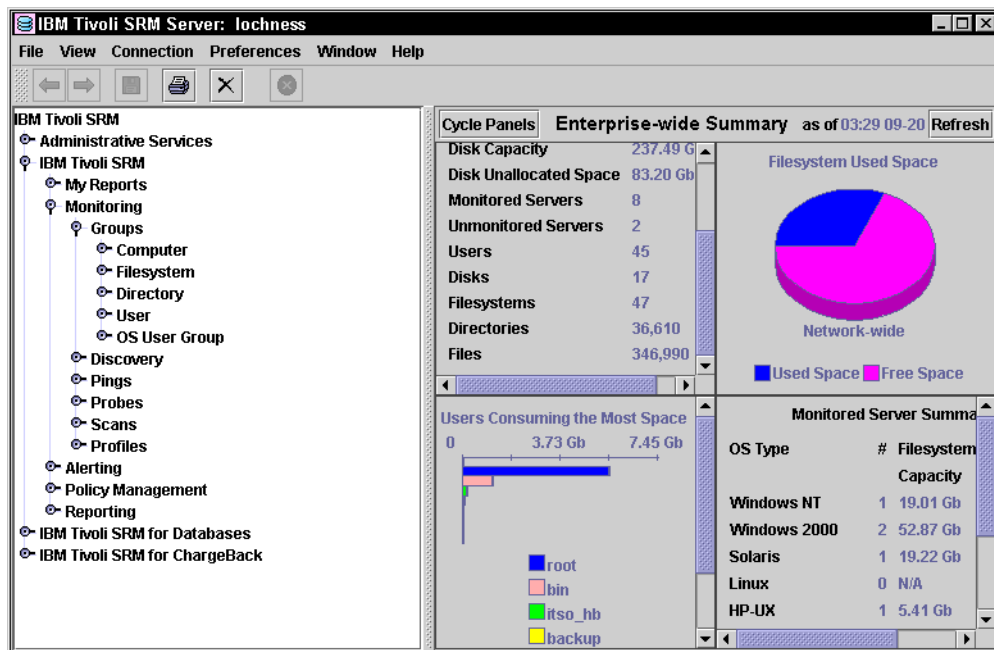 IBM Tivoli SRM Server: lochness
File View Connection Preferences Window Help
IBM Tivoli SRM
Administrative Services
IBM Tivoli SRM
My Reports
Monitoring
Groups
Computer
Filesystem
Directory
User
OS User Group
Discovery
Pings
Probes
Scans
Profiles
Alerting
Policy Management
Reporting
IBM Tivoli SRM for Databases
IBM Tivoli SRM for ChargeBack
Cycle Panels Enterprise-wide Summary as of 03:29 09-20 Refresh
Disk Capacity 237.49 G
Disk Unallocated Space 83.20 Gb
Monitored Servers 8
Unmonitored Servers 2
Users 45
Disks 17
Filesystems 47
Directories 36,610
Files 346,990
Filesystem Used Space
Network-wide
Used Space Free Space
Users Consuming the Most Space
0 3.73 Gb 7.45 Gb
root
bin
itso_hb
backup
Monitored Server Summa
OS Type # Filesystem
Capacity
Windows NT 1 19.01 Gb
Windows 2000 2 52.87 Gb
Solaris 1 19.22 Gb
Linux 0 N/A
HP-UX 1 5.41 Gb